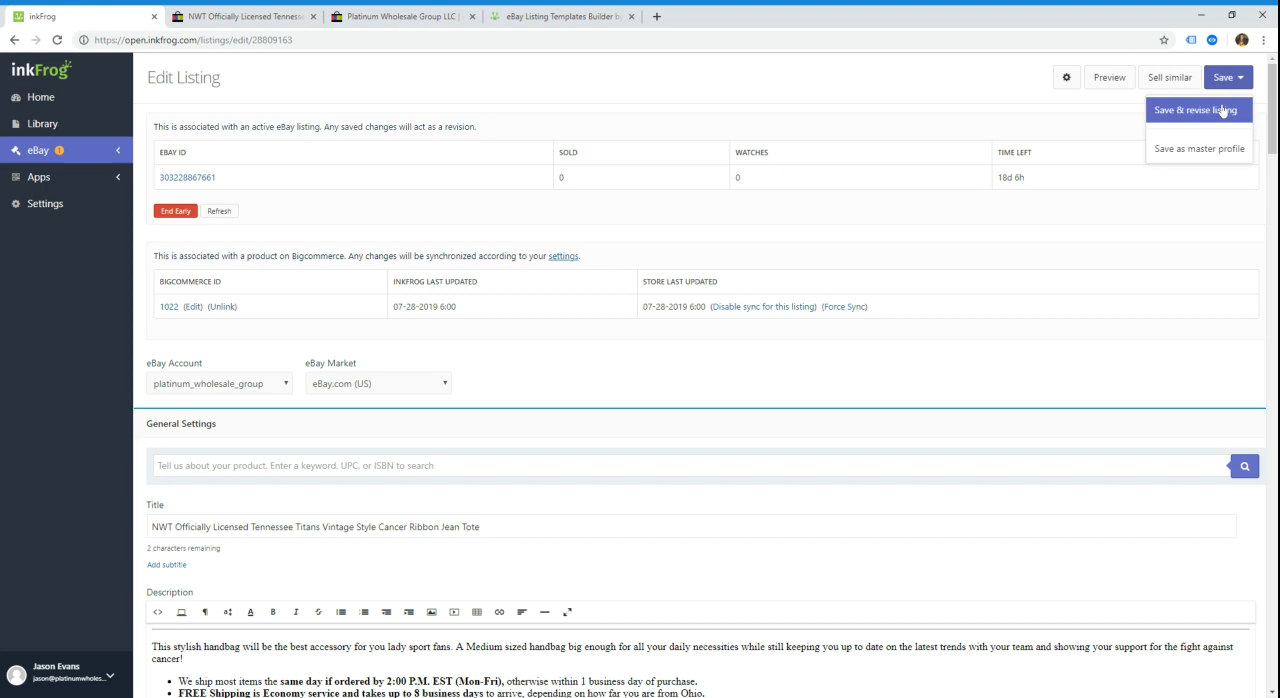 inkFrog
NWT Officially Licensed Tennesse
Platinum Wholesale Group LLC |
eBay Listing Templates Builder by
https://open.inkfrog.com/listings/edit/28809163
inkFrog
Home
Library
eBay
Apps
Settings
Jason Evans
jason@platinumwholes...
Edit Listing
Preview
Sell similar
Save
Save & revise listing
Save as master profile
This is associated with an active eBay listing. Any saved changes will act as a revision.
EBAY ID SOLD WATCHES TIME LEFT
303228867661 0 0 18d 6h
End Early Refresh
This is associated with a product on Bigcommerce. Any changes will be synchronized according to your settings.
BIGCOMMERCE ID INKFROG LAST UPDATED STORE LAST UPDATED
1022 (Edit) (Unlink) 07-28-2019 6:00 07-28-2019 6:00 (Disable sync for this listing) (Force Sync)
eBay Account eBay Market
platinum_wholesale_group eBay.com (US)
General Settings
Tell us about your product. Enter a keyword, UPC, or ISBN to search
Title
NWT Officially Licensed Tennessee Titans Vintage Style Cancer Ribbon Jean Tote
2 characters remaining
Add subtitle
Description
This stylish handbag will be the best accessory for you lady sport fans. A Medium sized handbag big enough for all your daily necessities while still keeping you up to date on the latest trends with your team and showing your support for the fight against
cancer!
• We ship most items the same day if ordered by 2:00 P.M. EST (Mon-Fri), otherwise within 1 business day of purchase.
• FREE Shipping is Economy service and takes up to 8 business days to arrive, depending on how far you are from Ohio.